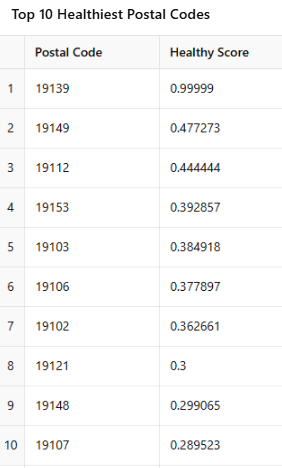 Top 10 Healthiest Postal Codes
Postal Code Healthy Score
1 19139 0.99999
2 19149 0.477273
3 19112 0.444444
4 19153 0.392857
5 19103 0.384918
6 19106 0.377897
7 19102 0.362661
8 19121 0.3
9 19148 0.299065
10 19107 0.289523